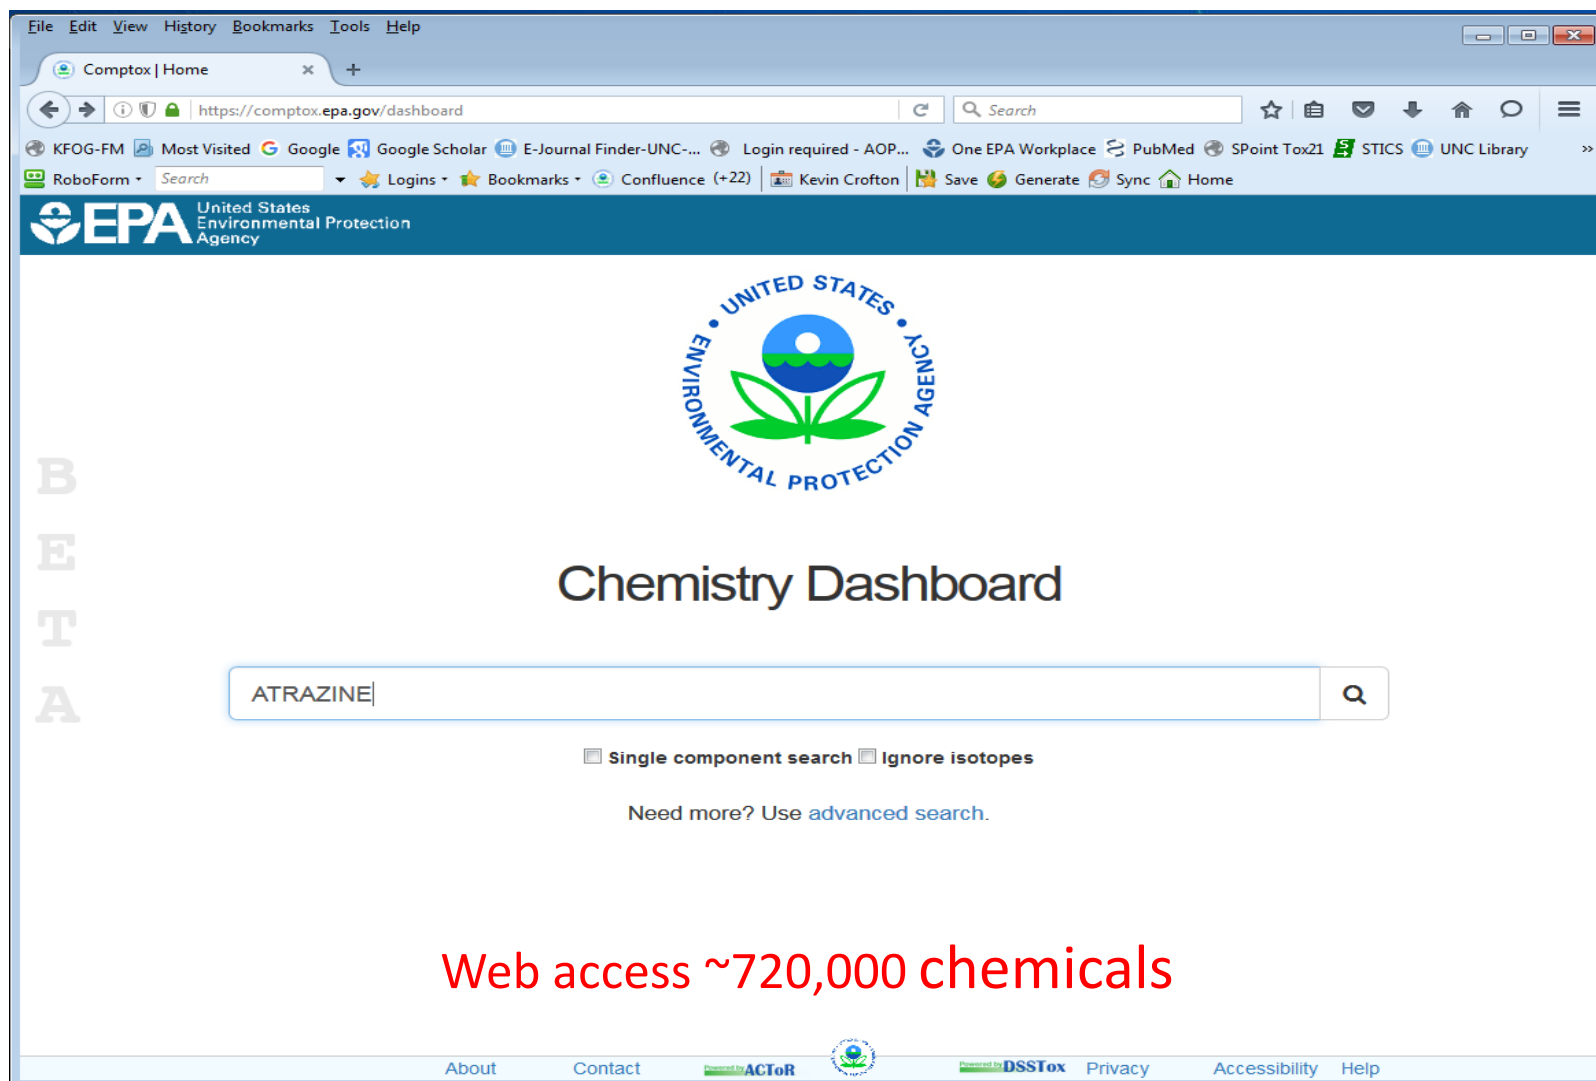 File Edit View History Bookmarks Tools Help
Comptox | Home × +
https://comptox.epa.gov/dashboard Search
KFOG-FM Most Visited Google Google Scholar E-Journal Finder-UNC-... Login required - AOP... One EPA Workplace PubMed SPoint Tox21 STICS UNC Library »
RoboForm Search Logins Bookmarks Confluence (+22) Kevin Crofton Save Generate Sync Home
EPA United States
Environmental Protection
Agency
• UNITED STATES • ENVIRONMENTAL PROTECTION AGENCY
B
E
T
A
Chemistry Dashboard
ATRAZINE
Single component search Ignore isotopes
Need more? Use advanced search.
Web access ~720,000 chemicals
About Contact Powered by ACToR Powered by DSSTox Privacy Accessibility Help